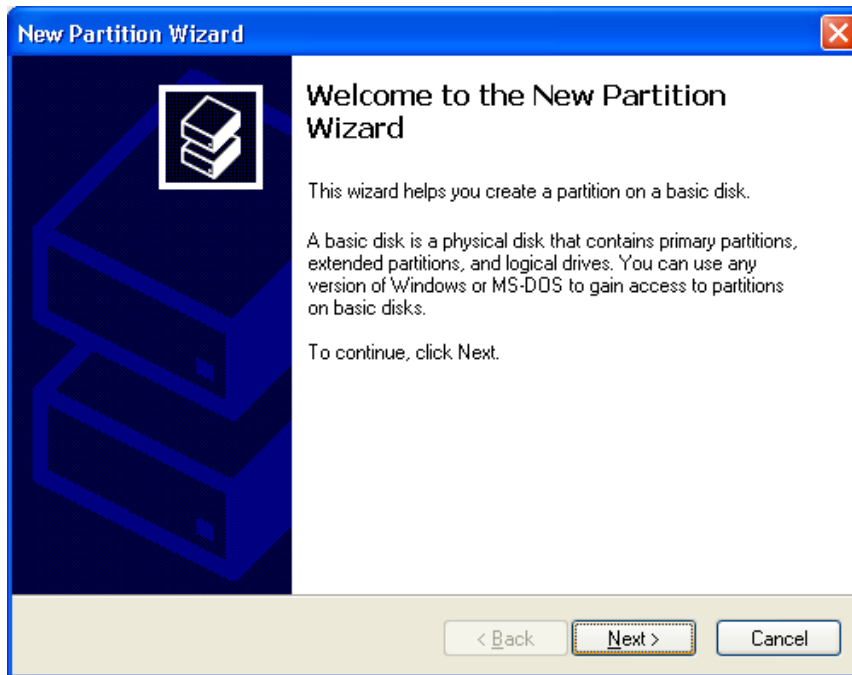 New Partition Wizard
Welcome to the New Partition
Wizard
This wizard helps you create a partition on a basic disk.
A basic disk is a physical disk that contains primary partitions,
extended partitions, and logical drives. You can use any
version of Windows or MS-DOS to gain access to partitions
on basic disks.
To continue, click Next.
< Back Next > Cancel